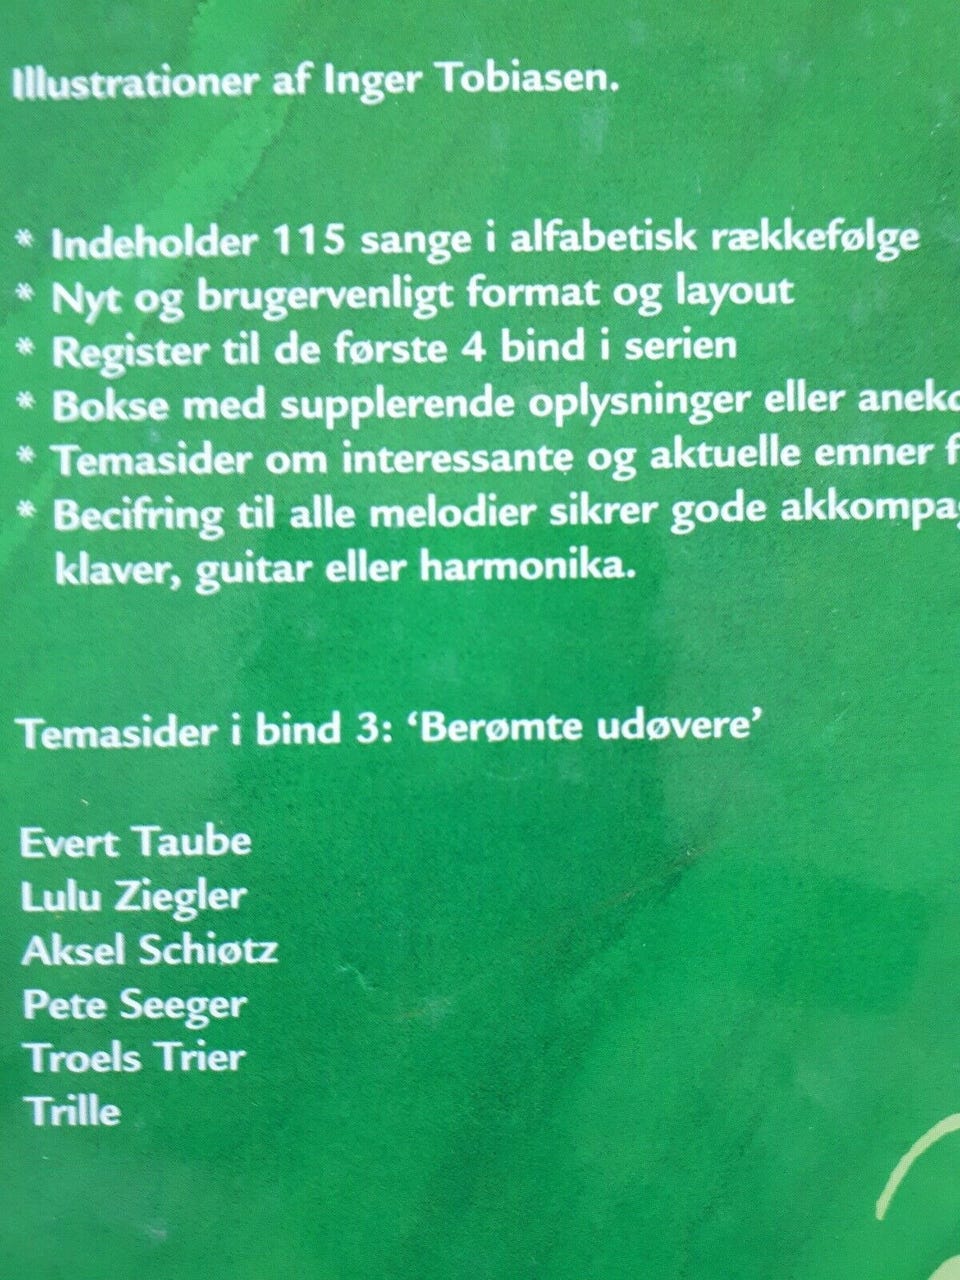 Illustrationer af Inger Tobiasen.
* Indeholder 115 sange i alfabetisk rækkefølge
* Nyt og brugervenligt format og layout
* Register til de første 4 bind i serien
* Bokse med supplerende oplysninger eller
* Temasider om interessante og aktuelle emner
* Becifring til alle melodier sikrer gode
klaver, guitar eller harmonika.
Temasider i bind 3: ‘Berømte udøvere’
Evert Taube
Lulu Ziegler
Aksel Schiøtz
Pete Seeger
Troels Trier
Trille